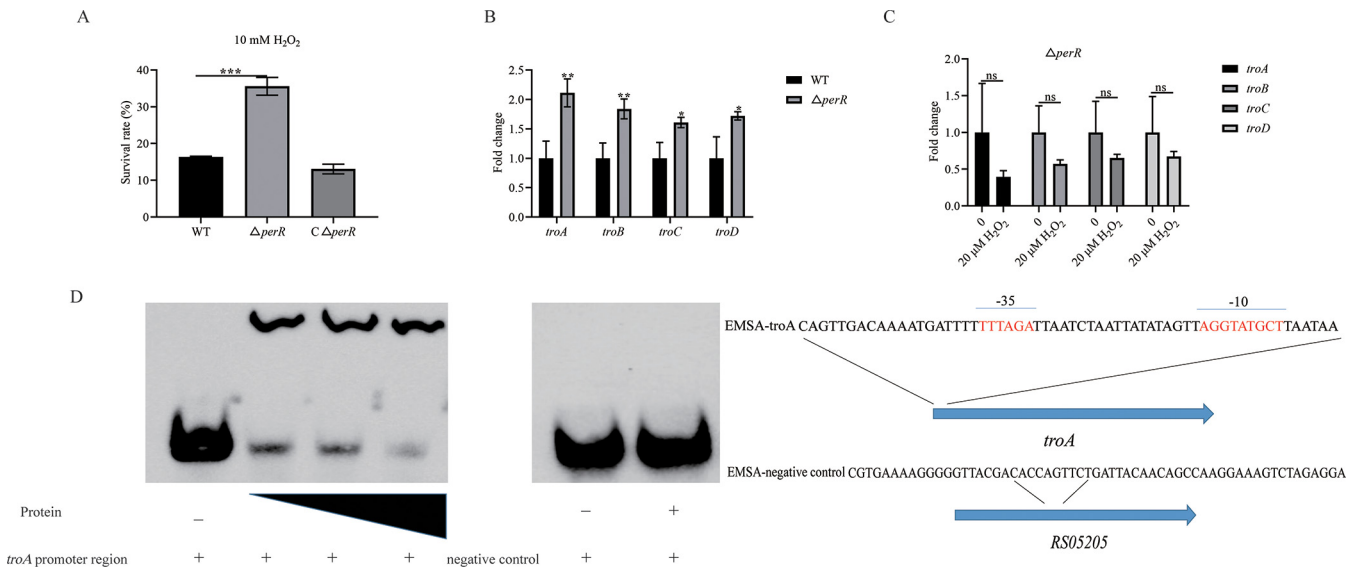 A
10 mM H2O2
***
Survival rate (%)
40
30
20
10
0
WT
△perR
C△perR
B
Fold change
2.5
2.0
1.5
1.0
0.5
0.0
**
**
*
*
troA
troB
troC
troD
WT
△perR
C
△perR
Fold change
2.0
1.5
1.0
0.5
0.0
ns
ns
ns
ns
0
20 µM H2O2
0
20 µM H2O2
0
20 µM H2O2
0
20 µM H2O2
troA
troB
troC
troD
D
Protein
–
troA promoter region
+
+
+
+
–
+
negative control
+
+
-35
-10
EMSA-troA CAGTTGACAAAATGATTTTTTTAGATTAATCTAATTATATAGTTAGGTATGCTTAATAA
troA
EMSA-negative control CGTGAAAAGGGGGTTACGACACCAGTTCTGATTACAACAGCCAAGGAAAGTCTAGAGGA
RS05205